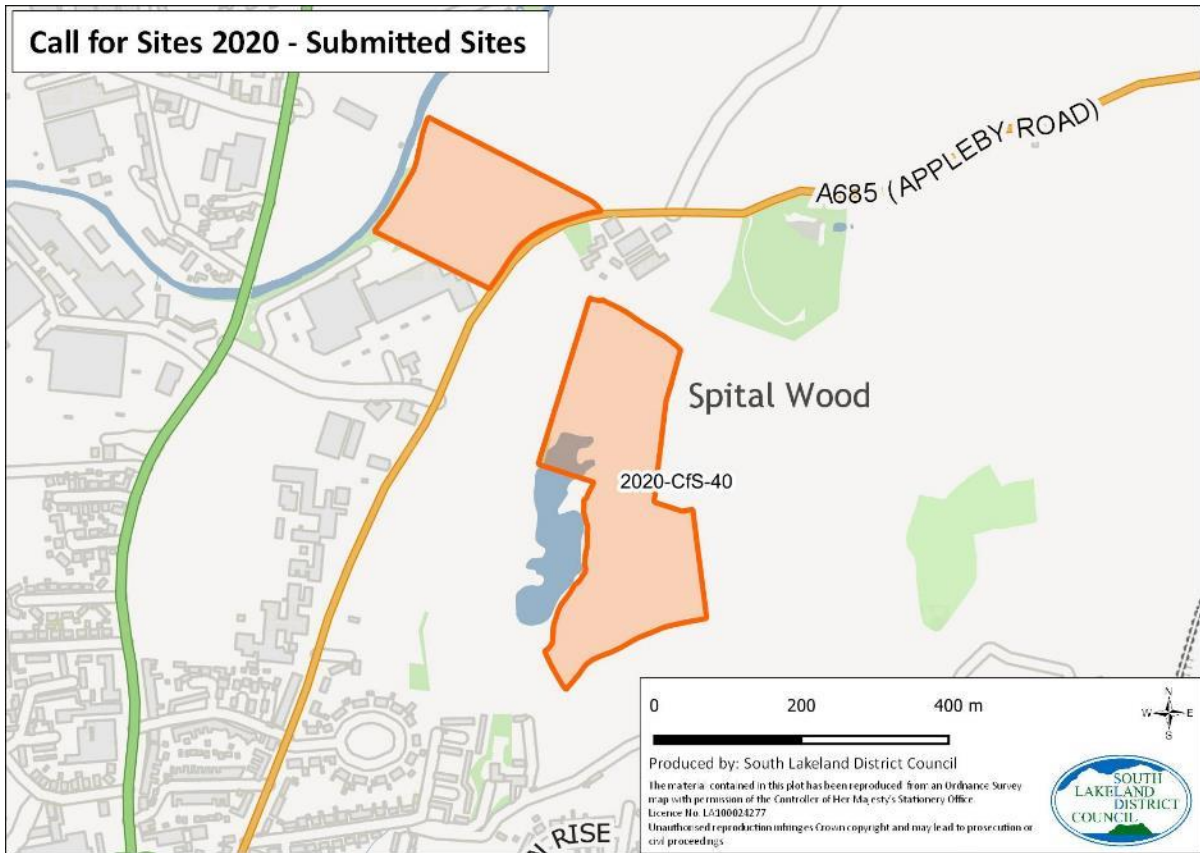 Call for Sites 2020 - Submitted Sites
A685 (APPLEBY ROAD)
Spital Wood
2020-CfS-40
0 200 400 m
N
W E
S
Produced by: South Lakeland District Council
The material contained in this plot has been reproduced from an Ordnance Survey
map with permission of the Controller of Her Majesty's Stationery Office
Licence No. LA100024277
Unauthorised reproduction infringes Crown copyright and may lead to prosecution or
civil proceedings
SOUTH
LAKELAND
DISTRICT
COUNCIL
RISE